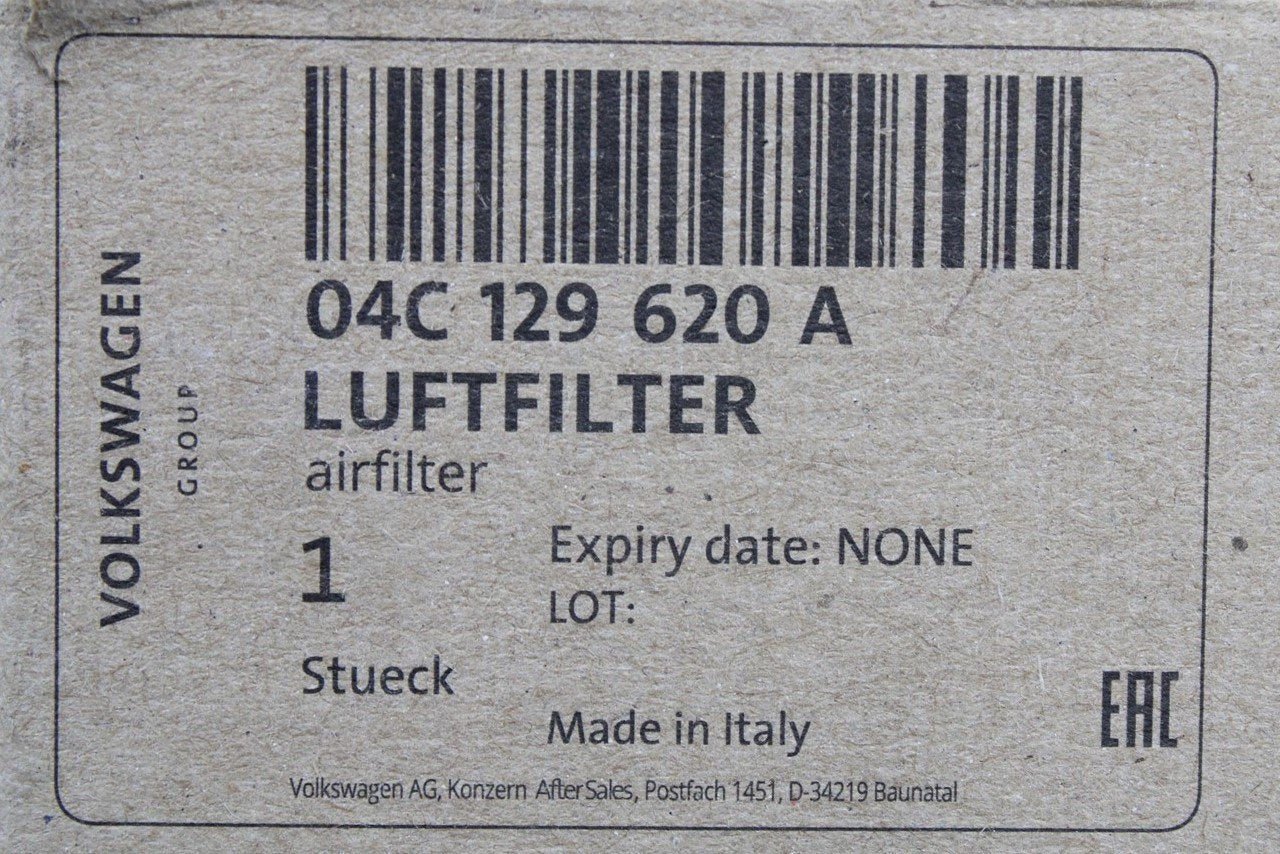 VOLKSWAGEN
GROUP
04C 129 620 A
LUFTFILTER
airfilter
1
Expiry date: NONE
LOT:
Stueck
Made in Italy
EAC
Volkswagen AG, Konzern AfterSales, Postfach 1451, D-34219 Baunatal